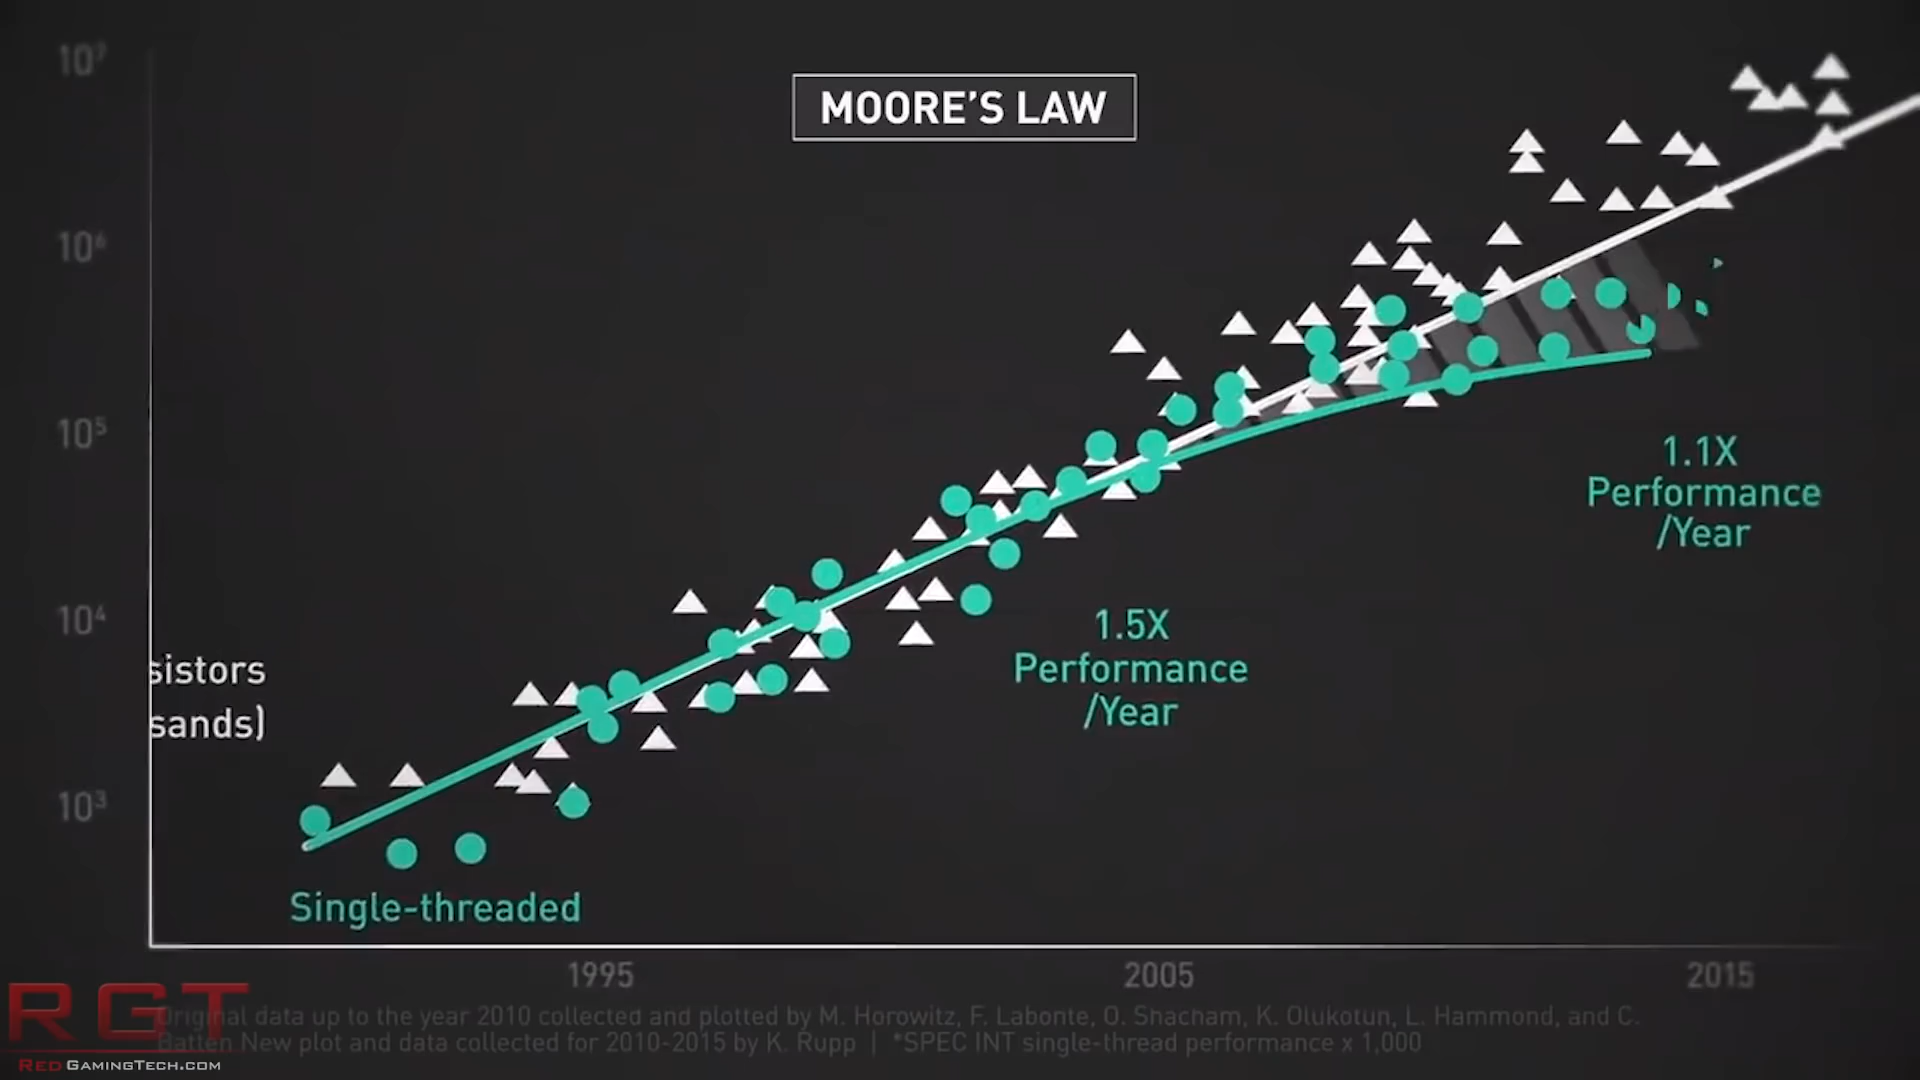 MOORE'S LAW
10⁷
10⁶
10⁵
10⁴
10³
sistors
sands)
1.5X
Performance
/Year
1.1X
Performance
/Year
Single-threaded
1995
2005
2015
Original data up to the year 2010 collected and plotted by M. Horowitz, F. Labonte, O. Shacham, K. Olukotun, L. Hammond, and C.
Batten New plot and data collected for 2010-2015 by K. Rupp | *SPEC INT single-thread performance x 1,000
RGT
REDGAMINGTECH.COM